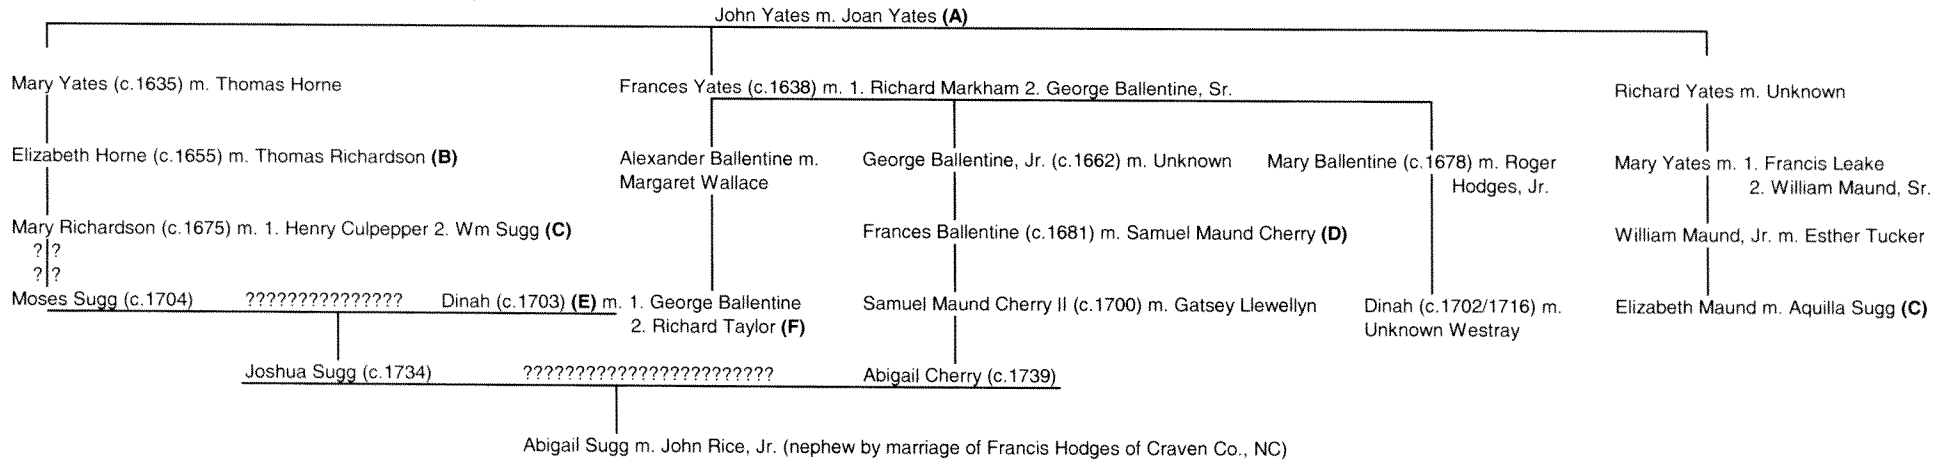 John Yates m. Joan Yates (A)
Mary Yates (c.1635) m. Thomas Horne
Frances Yates (c.1638) m. 1. Richard Markham 2. George Ballentine, Sr.
Richard Yates m. Unknown
Elizabeth Horne (c.1655) m. Thomas Richardson (B)
Alexander Ballentine m.
Margaret Wallace
George Ballentine, Jr. (c.1662) m. Unknown
Mary Ballentine (c.1678) m. Roger
Hodges, Jr.
Mary Yates m. 1. Francis Leake
2. William Maund, Sr.
Mary Richardson (c.1675) m. 1. Henry Culpepper 2. Wm Sugg (C)
? ?
? ?
Frances Ballentine (c.1681) m. Samuel Maund Cherry (D)
William Maund, Jr. m. Esther Tucker
Moses Sugg (c.1704) ??????????????? Dinah (c.1703) (E) m. 1. George Ballentine
2. Richard Taylor (F)
Samuel Maund Cherry II (c.1700) m. Gatsey Llewellyn
Dinah (c.1702/1716) m.
Unknown Westray
Elizabeth Maund m. Aquilla Sugg (C)
Joshua Sugg (c.1734) ???????????????????????? Abigail Cherry (c.1739)
Abigail Sugg m. John Rice, Jr. (nephew by marriage of Francis Hodges of Craven Co., NC)